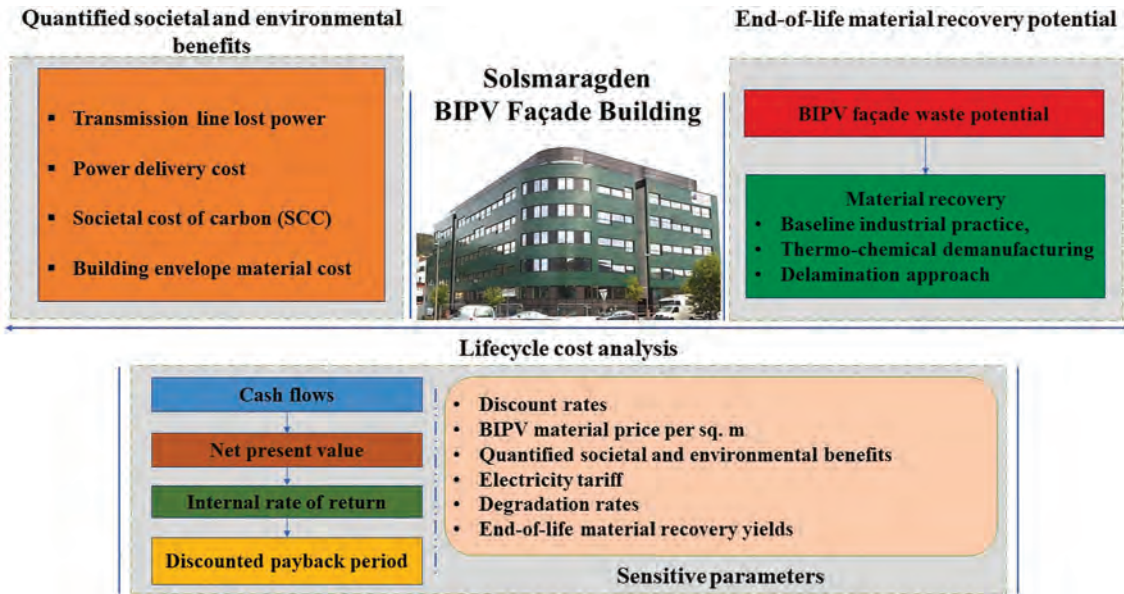 Quantified societal and environmental
benefits
▪ Transmission line lost power
▪ Power delivery cost
▪ Societal cost of carbon (SCC)
▪ Building envelope material cost
Solsmaragden
BIPV Façade Building
End-of-life material recovery potential
BIPV façade waste potential
Material recovery
• Baseline industrial practice,
• Thermo-chemical demanufacturing
• Delamination approach
Lifecycle cost analysis
Cash flows
Net present value
Internal rate of return
Discounted payback period
• Discount rates
• BIPV material price per sq. m
• Quantified societal and environmental benefits
• Electricity tariff
• Degradation rates
• End-of-life material recovery yields
Sensitive parameters